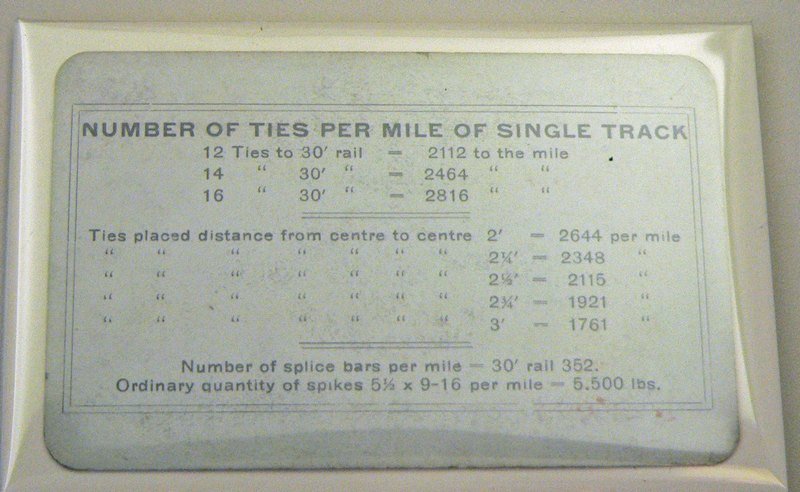 NUMBER OF TIES PER MILE OF SINGLE TRACK
12 Ties to 30′ rail = 2112 to the mile
14 “ 30′ “ = 2464 “ “
16 “ 30′ “ = 2816 “ “
Ties placed distance from centre to centre 2′ = 2644 per mile
“ “ “ “ “ “ “ 2¼′ = 2348 “
“ “ “ “ “ “ “ 2½′ = 2115 “
“ “ “ “ “ “ “ 2¾′ = 1921 “
“ “ “ “ “ “ “ 3′ = 1761 “
Number of splice bars per mile = 30′ rail 352.
Ordinary quantity of spikes 5½ x 9-16 per mile = 5.500 lbs.